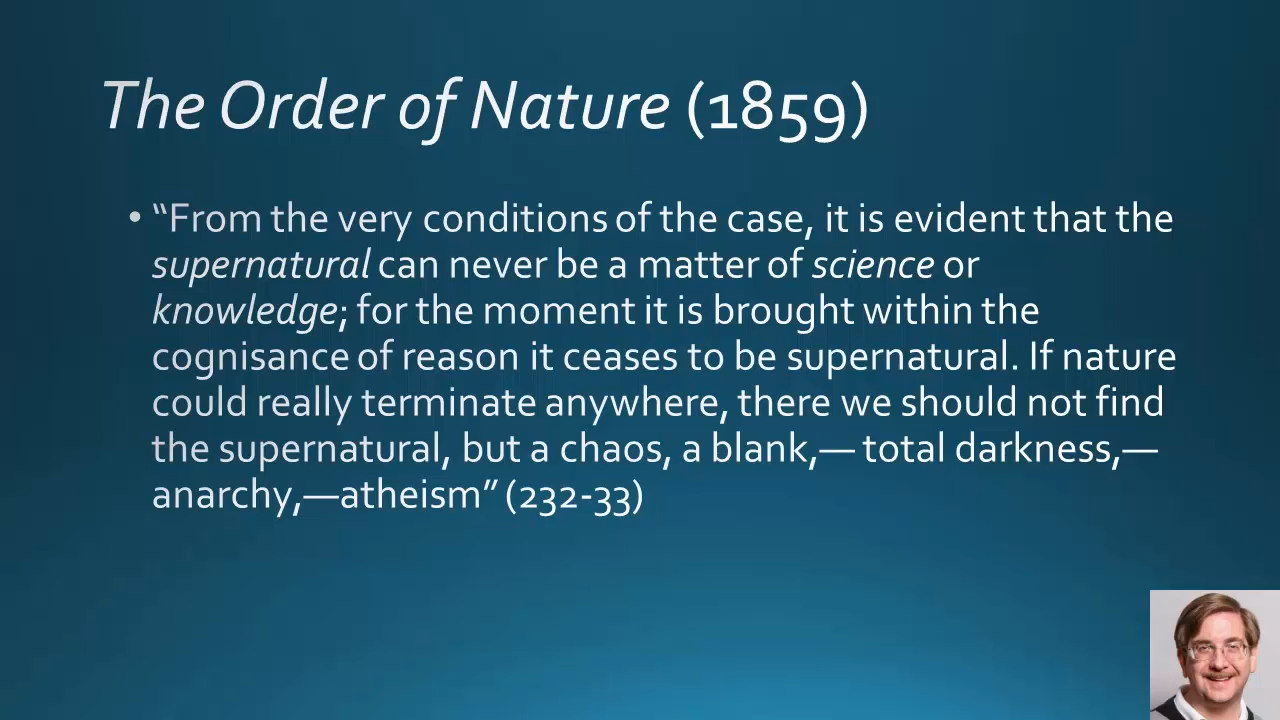 The Order of Nature (1859)
• “From the very conditions of the case, it is evident that the
supernatural can never be a matter of science or
knowledge; for the moment it is brought within the
cognisance of reason it ceases to be supernatural. If nature
could really terminate anywhere, there we should not find
the supernatural, but a chaos, a blank,— total darkness,—
anarchy,—atheism” (232-33)